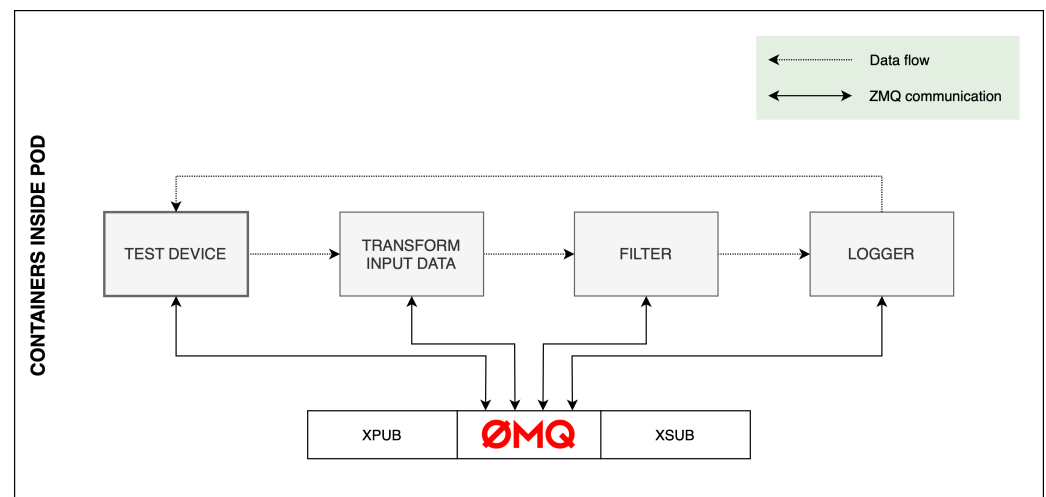 Data flow
ZMQ communication
CONTAINERS INSIDE POD
TEST DEVICE
TRANSFORM
INPUT DATA
FILTER
LOGGER
XPUB
ØMQ
XSUB